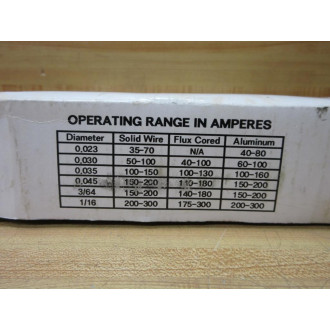 OPERATING RANGE IN AMPERES
Diameter Solid Wire Flux Cored Aluminum
0,023 35-70 N/A 40-80
0,030 50-100 40-100 60-100
0,035 100-150 100-130 100-160
0,045 150-200 110-180 150-200
3/64 150-200 140-180 150-200
1/16 200-300 175-300 200-300